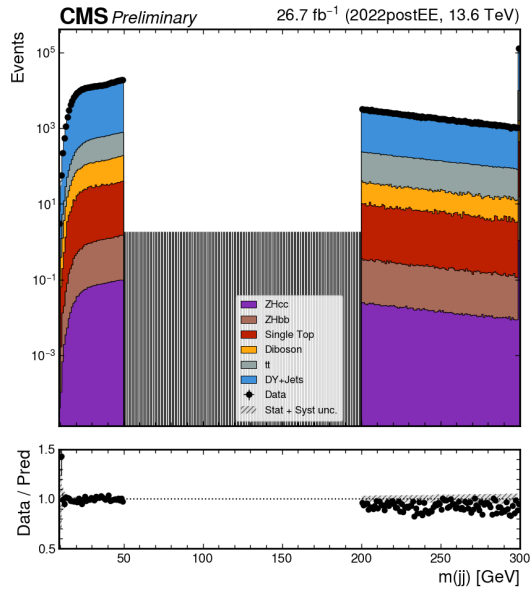 CMS Preliminary 26.7 fb⁻¹ (2022postEE, 13.6 TeV)
Events
10⁵
10³
10¹
10⁻¹
10⁻³
ZHcc
ZHbb
Single Top
Diboson
tt
DY+Jets
Data
Stat + Syst unc.
Data / Pred
1.5
1.0
0.5
50 100 150 200 250 300
m(jj) [GeV]